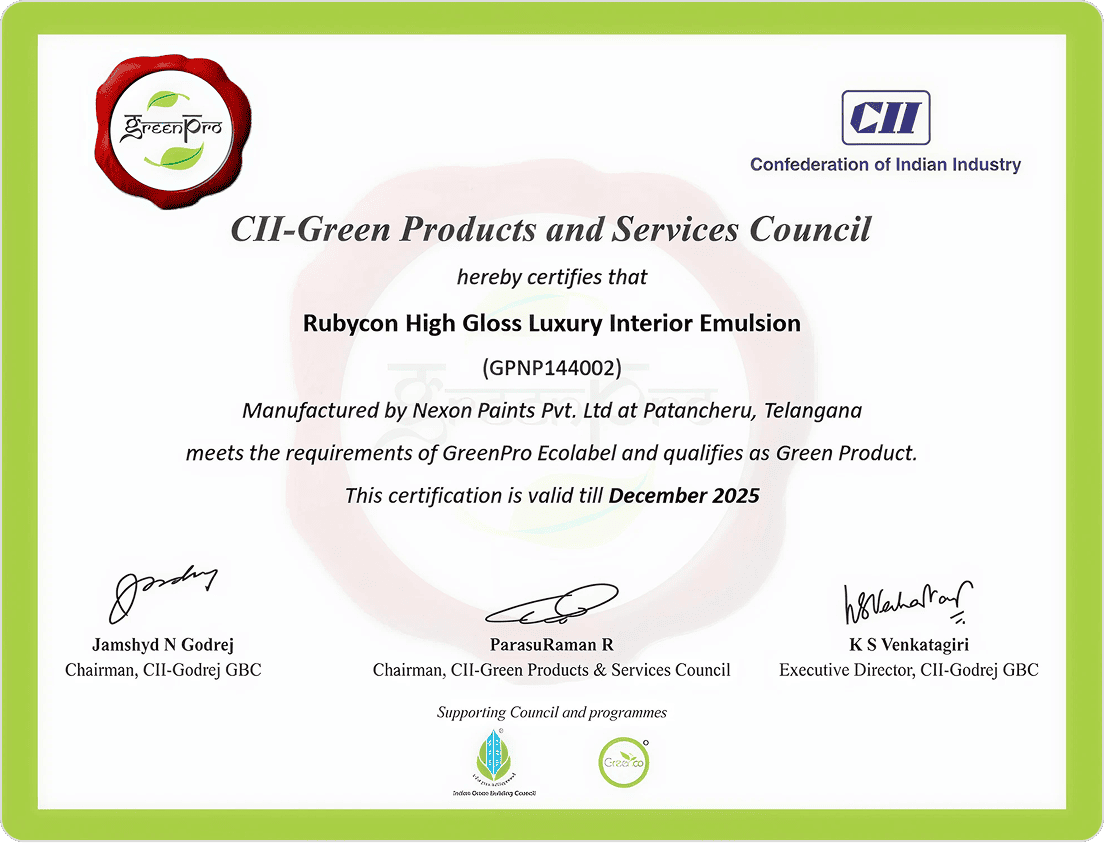 greenPro
CII
Confederation of Indian Industry
CII-Green Products and Services Council
hereby certifies that
Rubycon High Gloss Luxury Interior Emulsion
(GPNP144002)
Manufactured by Nexon Paints Pvt. Ltd at Patancheru, Telangana
meets the requirements of GreenPro Ecolabel and qualifies as Green Product.
This certification is valid till December 2025
Jamshyd N Godrej
Chairman, CII-Godrej GBC
ParasuRaman R
Chairman, CII-Green Products & Services Council
K S Venkatagiri
Executive Director, CII-Godrej GBC
Supporting Council and programmes
Indian Green Building Council
Greenco